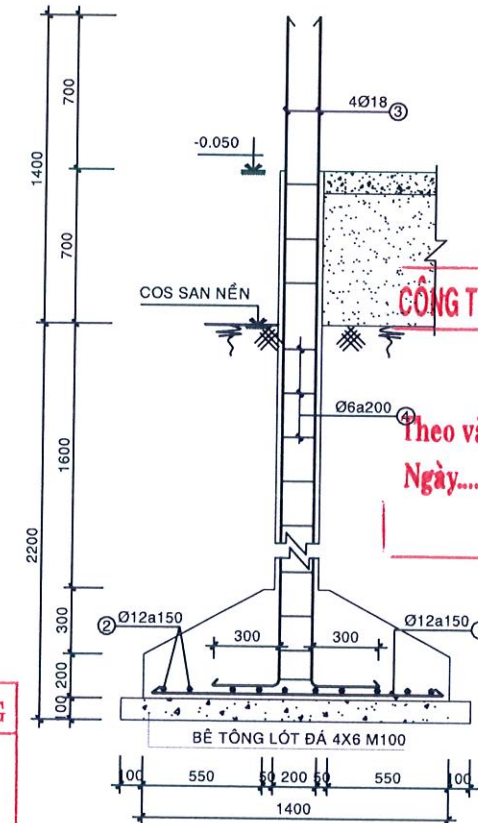 700
4Ø18 3
-0.050
1400
700
COS SAN NỀN
CÔNG T
Ø6a200 4
Theo vă
Ngày....
1600
2200
2 Ø12a150
300
300
300
Ø12a150
200
100
BÊ TÔNG LÓT ĐÁ 4X6 M100
100 550 50 200 50 550 100
1400